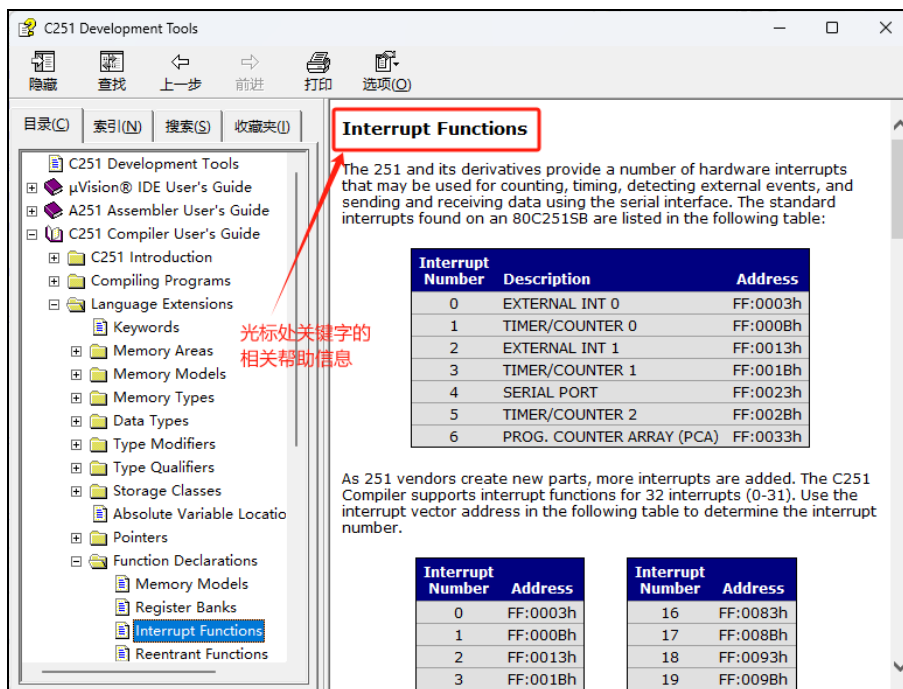 C251 Development Tools
隐藏
查找
上一步
前进
打印
选项(O)
目录(C)
索引(N)
搜索(S)
收藏夹(I)
C251 Development Tools
µVision® IDE User's Guide
A251 Assembler User's Guide
C251 Compiler User's Guide
C251 Introduction
Compiling Programs
Language Extensions
Keywords
Memory Areas
Memory Models
Memory Types
Data Types
Type Modifiers
Type Qualifiers
Storage Classes
Absolute Variable Locatio
Pointers
Function Declarations
Memory Models
Register Banks
Interrupt Functions
Reentrant Functions
光标处关键字的
相关帮助信息
Interrupt Functions
The 251 and its derivatives provide a number of hardware interrupts
that may be used for counting, timing, detecting external events, and
sending and receiving data using the serial interface. The standard
interrupts found on an 80C251SB are listed in the following table:
Interrupt
Number Description Address
0 EXTERNAL INT 0 FF:0003h
1 TIMER/COUNTER 0 FF:000Bh
2 EXTERNAL INT 1 FF:0013h
3 TIMER/COUNTER 1 FF:001Bh
4 SERIAL PORT FF:0023h
5 TIMER/COUNTER 2 FF:002Bh
6 PROG. COUNTER ARRAY (PCA) FF:0033h
As 251 vendors create new parts, more interrupts are added. The C251
Compiler supports interrupt functions for 32 interrupts (0-31). Use the
interrupt vector address in the following table to determine the interrupt
number.
Interrupt
Number Address
0 FF:0003h
1 FF:000Bh
2 FF:0013h
3 FF:001Bh
Interrupt
Number Address
16 FF:0083h
17 FF:008Bh
18 FF:0093h
19 FF:009Bh